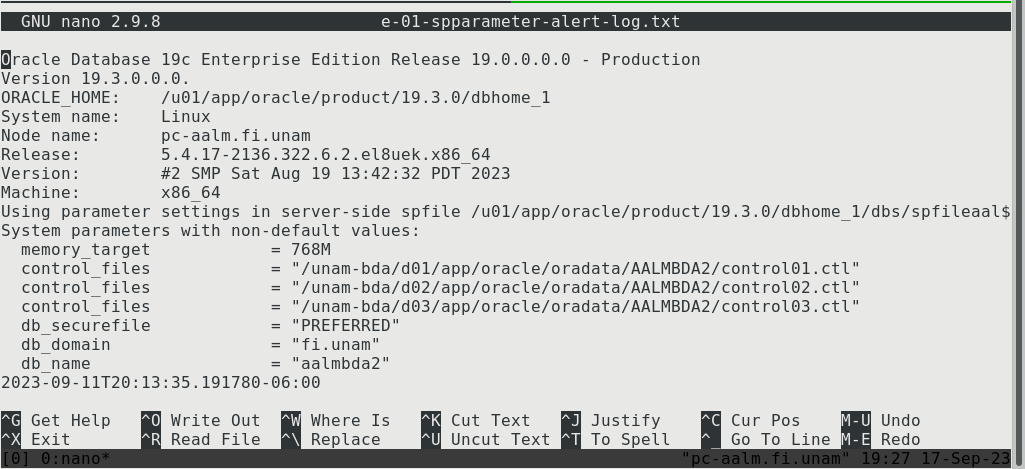 GNU nano 2.9.8 e-01-spparameter-alert-log.txt
Oracle Database 19c Enterprise Edition Release 19.0.0.0.0 - Production
Version 19.3.0.0.0.
ORACLE_HOME:    /u01/app/oracle/product/19.3.0/dbhome_1
System name:    Linux
Node name:      pc-aalm.fi.unam
Release:        5.4.17-2136.322.6.2.el8uek.x86_64
Version:        #2 SMP Sat Aug 19 13:42:32 PDT 2023
Machine:        x86_64
Using parameter settings in server-side spfile /u01/app/oracle/product/19.3.0/dbhome_1/dbs/spfileaal$
System parameters with non-default values:
  memory_target            = 768M
  control_files            = "/unam-bda/d01/app/oracle/oradata/AALMBDA2/control01.ctl"
  control_files            = "/unam-bda/d02/app/oracle/oradata/AALMBDA2/control02.ctl"
  control_files            = "/unam-bda/d03/app/oracle/oradata/AALMBDA2/control03.ctl"
  db_securefile            = "PREFERRED"
  db_domain                = "fi.unam"
  db_name                  = "aalmbda2"
2023-09-11T20:13:35.191780-06:00
^G Get Help ^O Write Out ^W Where Is ^K Cut Text ^J Justify ^C Cur Pos M-U Undo
^X Exit ^R Read File ^\ Replace ^U Uncut Text ^T To Spell ^_ Go To Line M-E Redo
[0] 0:nano* "pc-aalm.fi.unam" 19:27 17-Sep-23